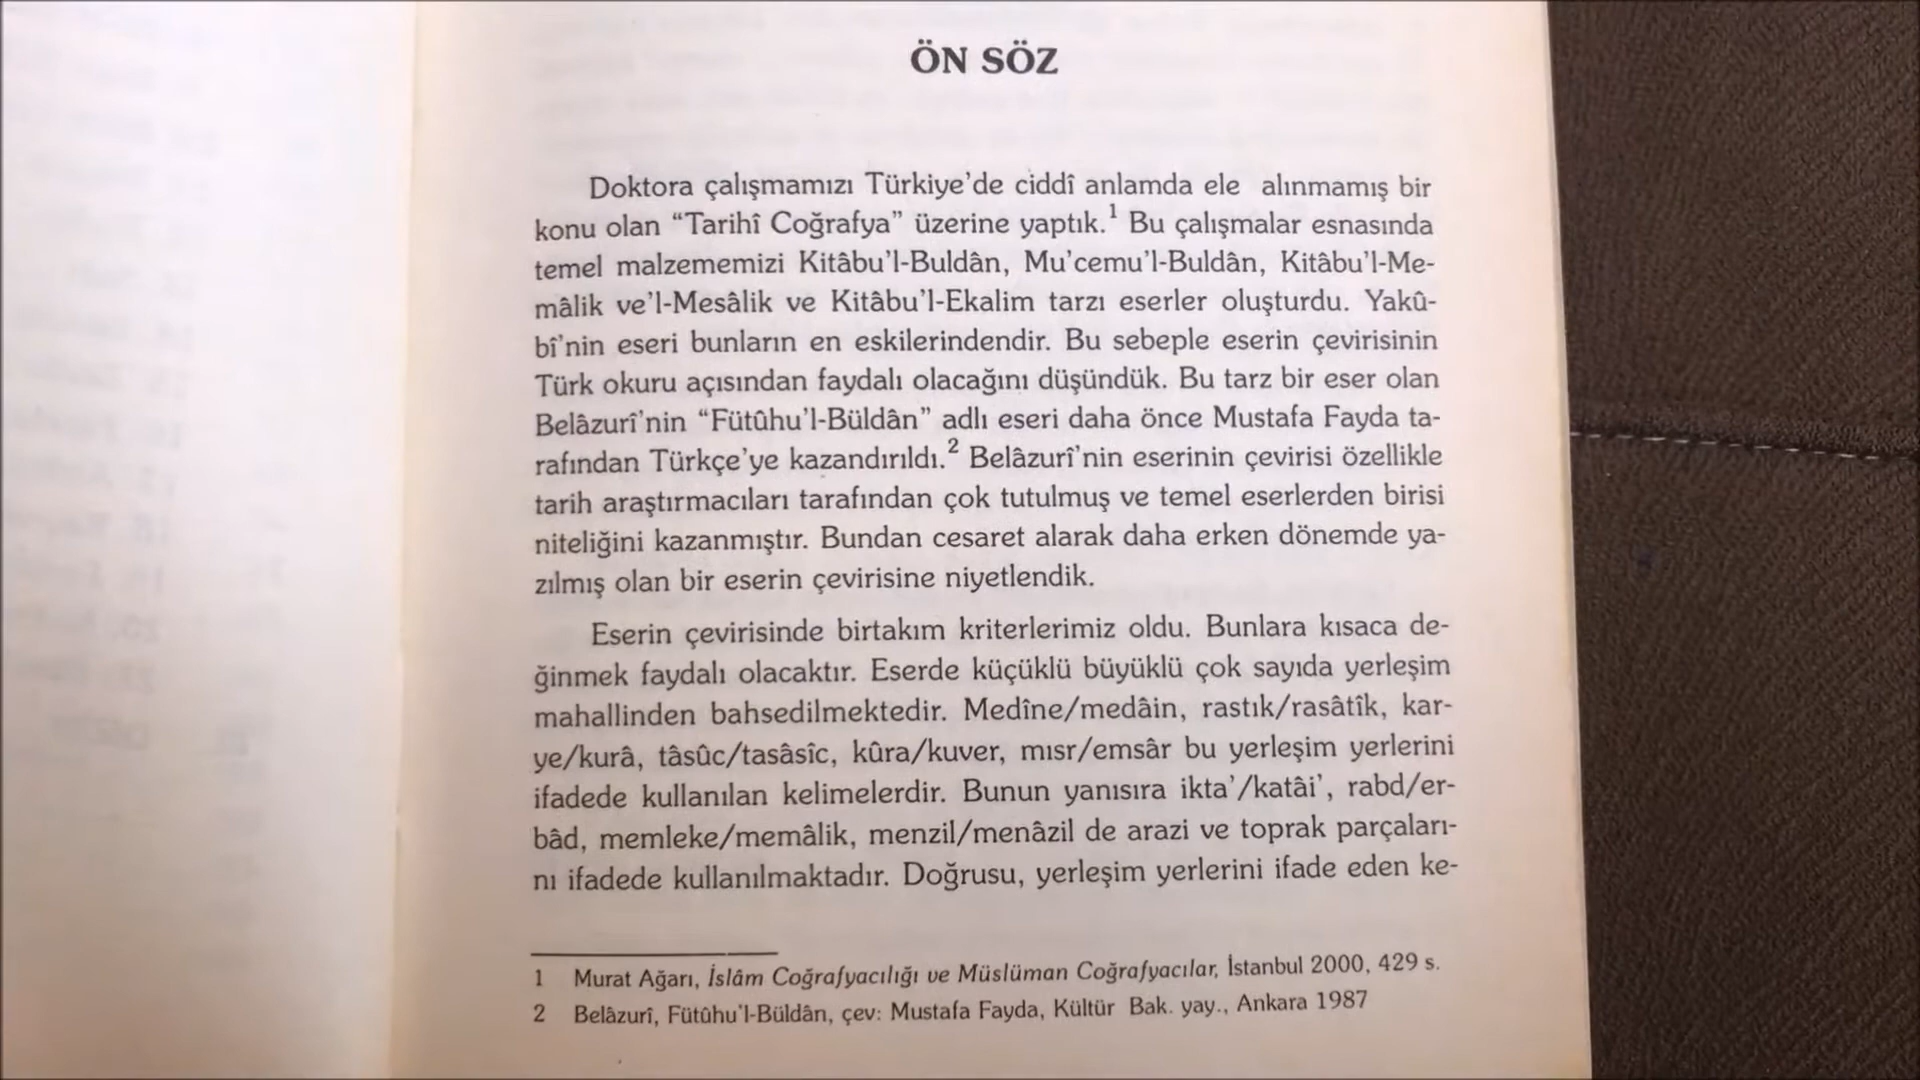 ÖN SÖZ
Doktora çalışmamızı Türkiye'de ciddî anlamda ele alınmamış bir
konu olan "Tarihî Coğrafya" üzerine yaptık.1 Bu çalışmalar esnasında
temel malzememizi Kitâbu'l-Buldân, Mu'cemu'l-Buldân, Kitâbu'l-Me-
mâlik ve'l-Mesâlik ve Kitâbu'l-Ekalim tarzı eserler oluşturdu. Yakû-
bî'nin eseri bunların en eskilerindendir. Bu sebeple eserin çevirisinin
Türk okuru açısından faydalı olacağını düşündük. Bu tarz bir eser olan
Belâzurî'nin "Fütûhu'l-Büldân" adlı eseri daha önce Mustafa Fayda ta-
rafından Türkçe'ye kazandırıldı.2 Belâzurî'nin eserinin çevirisi özellikle
tarih araştırmacıları tarafından çok tutulmuş ve temel eserlerden birisi
niteliğini kazanmıştır. Bundan cesaret alarak daha erken dönemde ya-
zılmış olan bir eserin çevirisine niyetlendik.
Eserin çevirisinde birtakım kriterlerimiz oldu. Bunlara kısaca de-
ğinmek faydalı olacaktır. Eserde küçüklü büyüklü çok sayıda yerleşim
mahallinden bahsedilmektedir. Medîne/medâin, rastık/rasâtîk, kar-
ye/kurâ, tâsûc/tasâsîc, kûra/kuver, mısr/emsâr bu yerleşim yerlerini
ifadede kullanılan kelimelerdir. Bunun yanısıra ikta'/katâi', rabd/er-
bâd, memleke/memâlik, menzil/menâzil de arazi ve toprak parçaları-
nı ifadede kullanılmaktadır. Doğrusu, yerleşim yerlerini ifade eden ke-
1 Murat Ağarı, İslâm Coğrafyacılığı ve Müslüman Coğrafyacılar, İstanbul 2000, 429 s.
2 Belâzurî, Fütûhu'l-Büldân, çev: Mustafa Fayda, Kültür Bak. yay., Ankara 1987